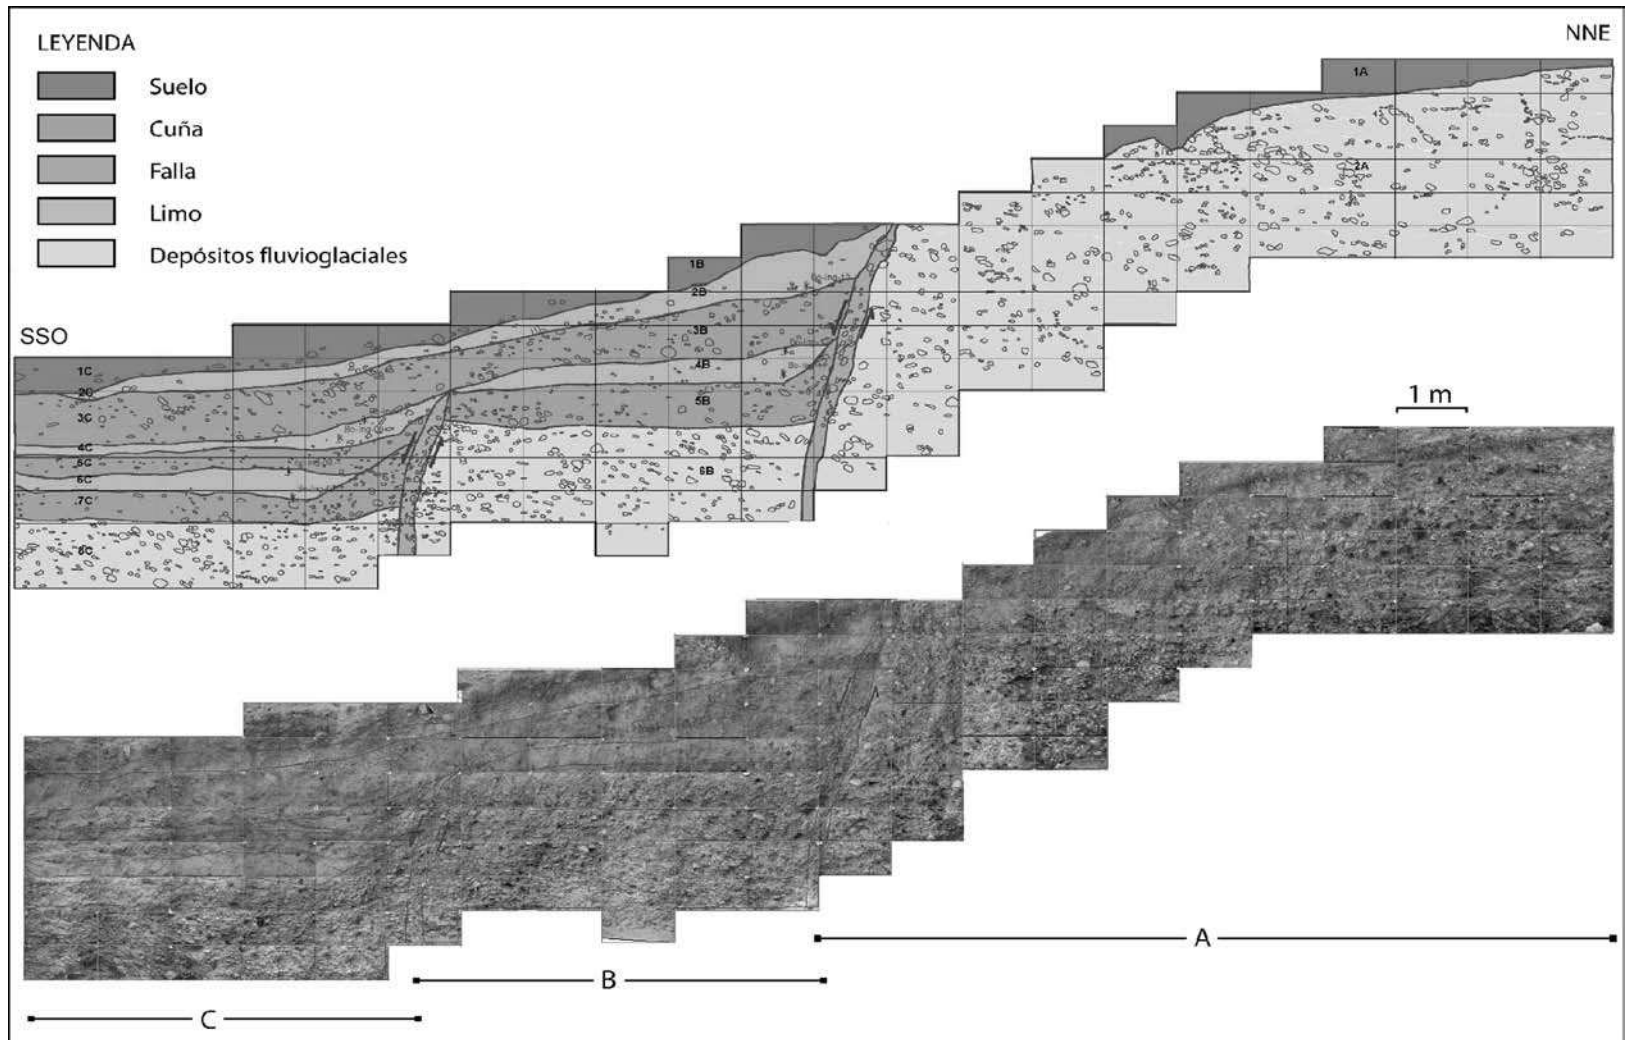 LEYENDA
Suelo
Cuña
Falla
Limo
Depósitos fluvioglaciales
NNE
1A
2A
1B
2B
3B
4B
5B
6B
SSO
1C
2C
3C
4C
5C
6C
7C
8C
1 m
A
B
C